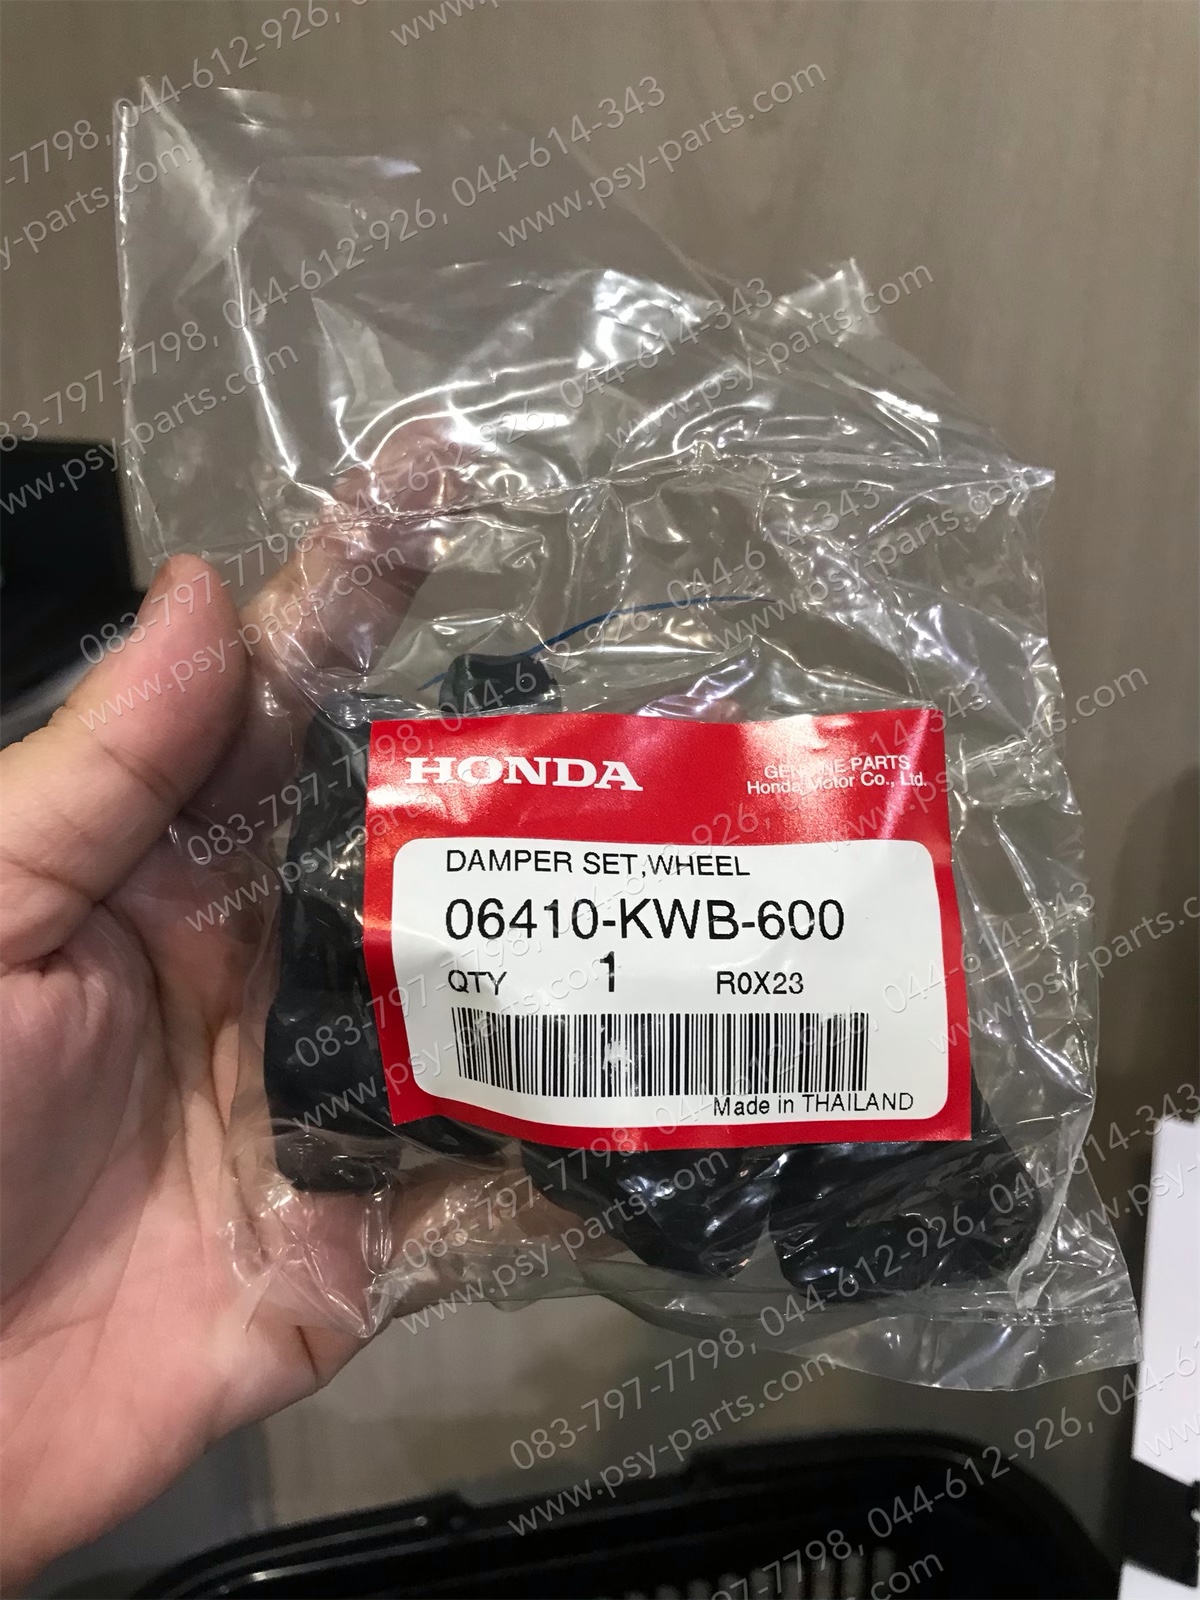 HONDA
GENUINE PARTS
Honda Motor Co., Ltd.
DAMPER SET,WHEEL
06410-KWB-600
QTY 1 R0X23
Made in THAILAND
083-797-7798, 044-612-926, 044-614-343
www.psy-parts.com